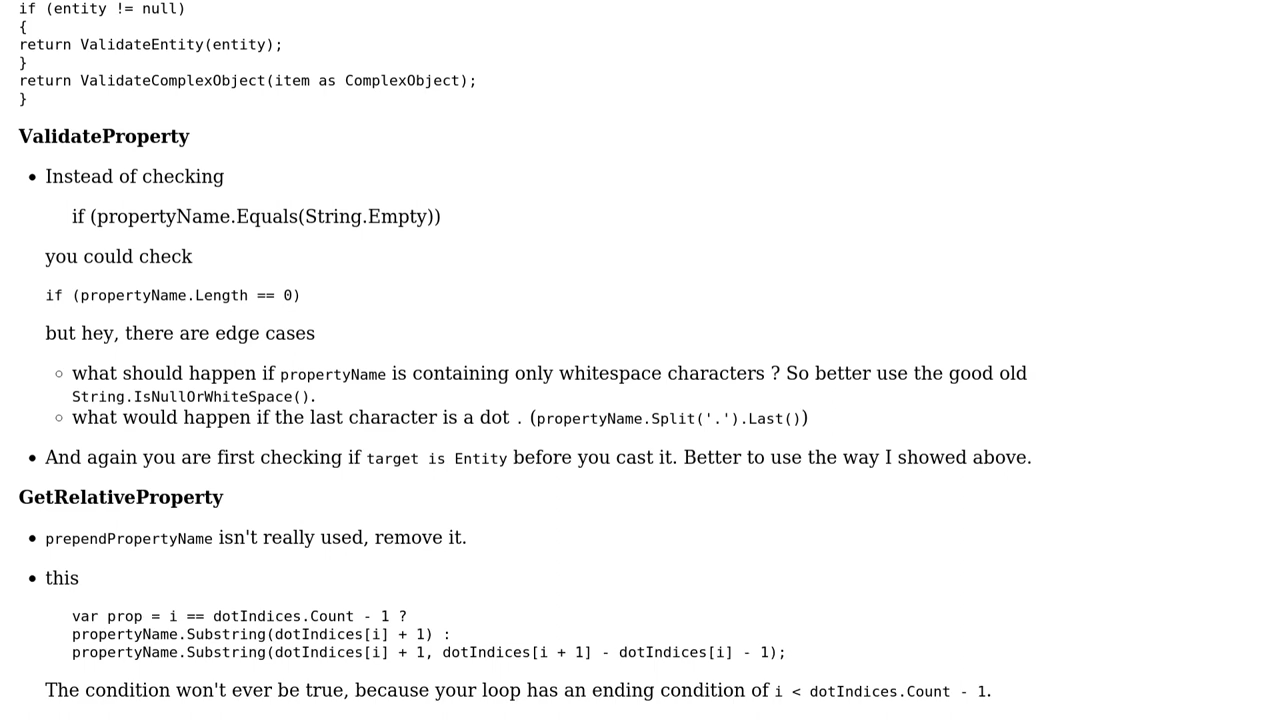 if (entity != null)
{
return ValidateEntity(entity);
}
return ValidateComplexObject(item as ComplexObject);
}
ValidateProperty
• Instead of checking
if (propertyName.Equals(String.Empty))
you could check
if (propertyName.Length == 0)
but hey, there are edge cases
◦ what should happen if propertyName is containing only whitespace characters ? So better use the good old
String.IsNullOrWhiteSpace().
◦ what would happen if the last character is a dot . (propertyName.Split('.').Last())
• And again you are first checking if target is Entity before you cast it. Better to use the way I showed above.
GetRelativeProperty
• prependPropertyName isn't really used, remove it.
• this
var prop = i == dotIndices.Count - 1 ?
propertyName.Substring(dotIndices[i] + 1) :
propertyName.Substring(dotIndices[i] + 1, dotIndices[i + 1] - dotIndices[i] - 1);
The condition won't ever be true, because your loop has an ending condition of i < dotIndices.Count - 1.